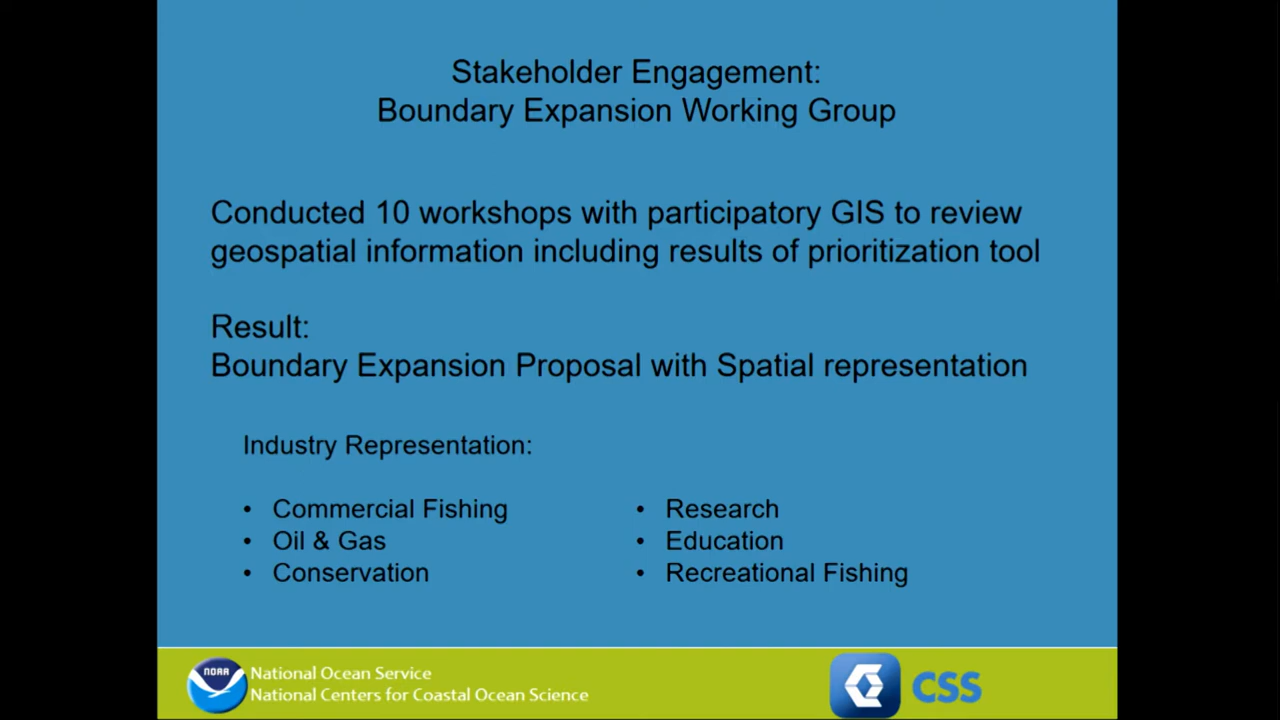 Stakeholder Engagement:
Boundary Expansion Working Group
Conducted 10 workshops with participatory GIS to review
geospatial information including results of prioritization tool
Result:
Boundary Expansion Proposal with Spatial representation
Industry Representation:
• Commercial Fishing
• Oil & Gas
• Conservation
• Research
• Education
• Recreational Fishing
NOAA
National Ocean Service
National Centers for Coastal Ocean Science
CSS